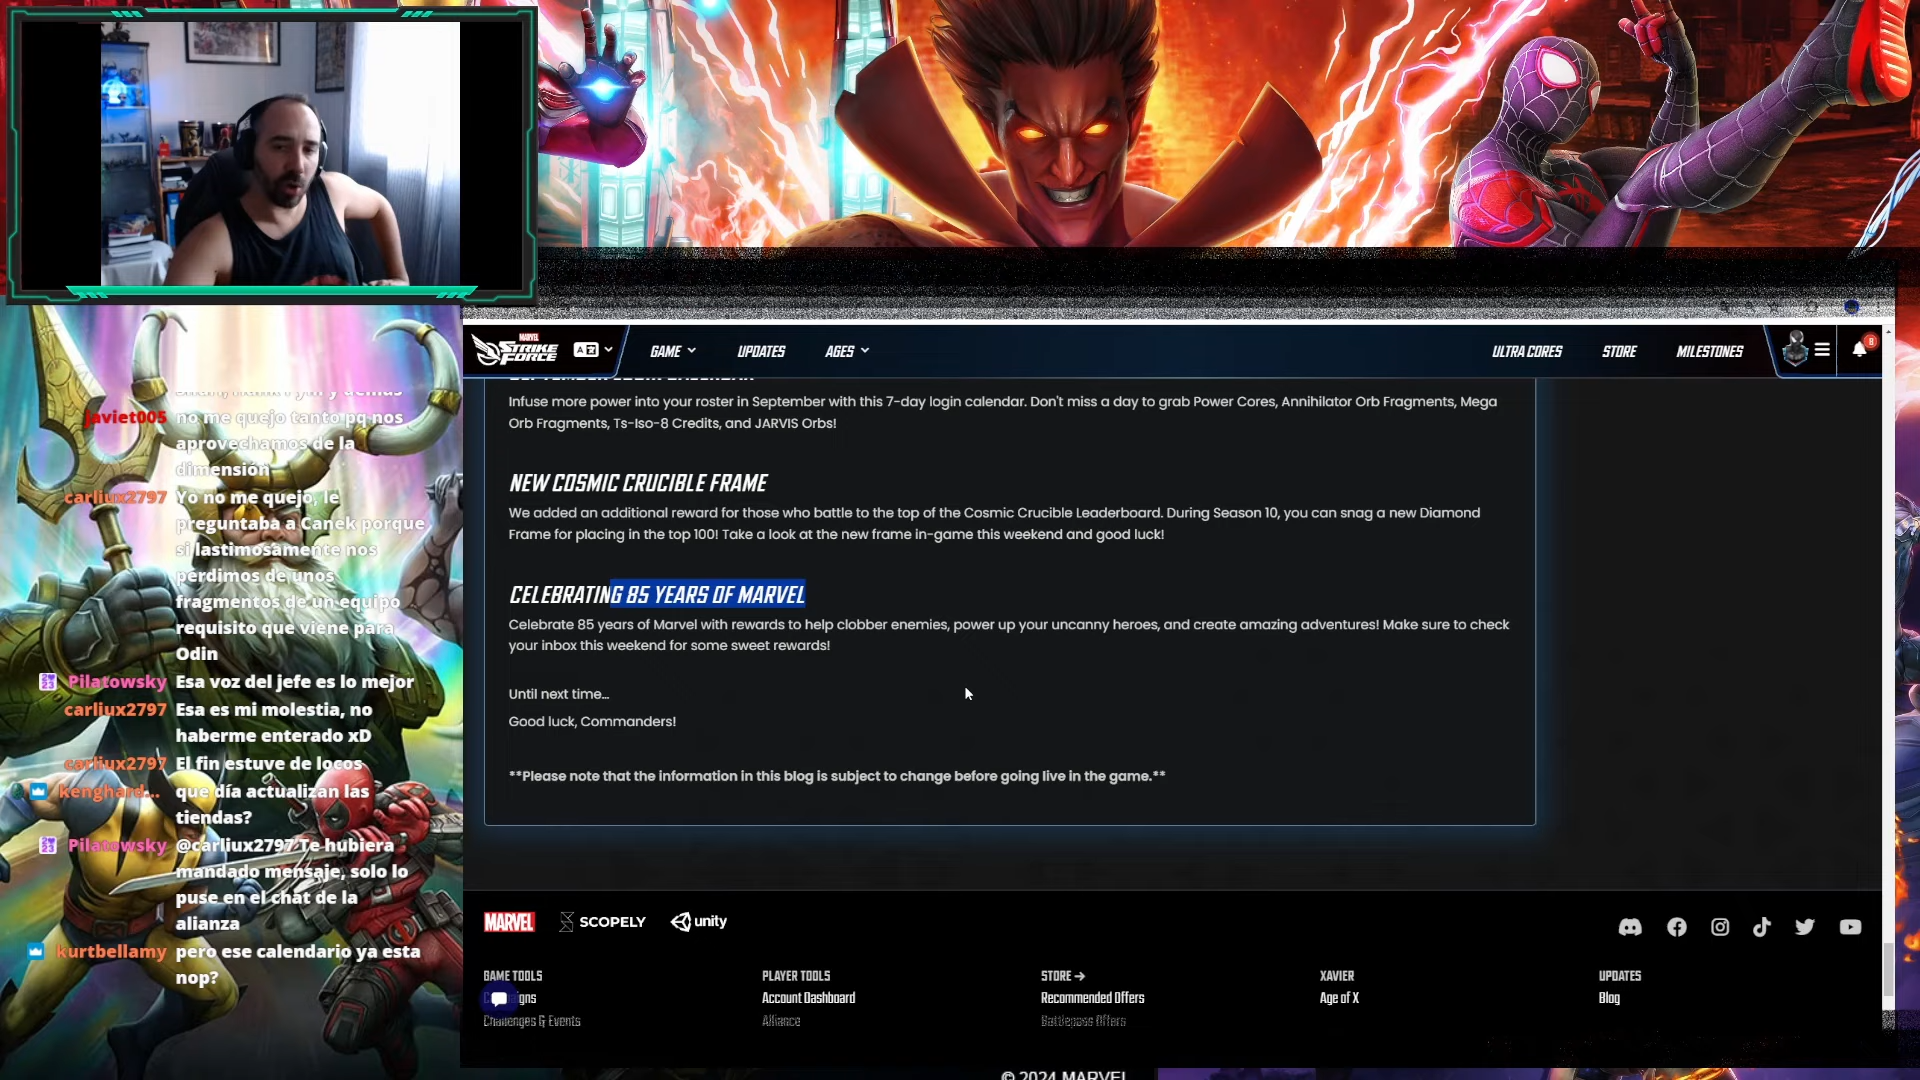 MARVEL
STRIKE FORCE
GAME
UPDATES
AGES
ULTRA CORES
STORE
MILESTONES
8
Infuse more power into your roster in September with this 7-day login calendar. Don't miss a day to grab Power Cores, Annihilator Orb Fragments, Mega
Orb Fragments, Ts-Iso-8 Credits, and JARVIS Orbs!
NEW COSMIC CRUCIBLE FRAME
We added an additional reward for those who battle to the top of the Cosmic Crucible Leaderboard. During Season 10, you can snag a new Diamond
Frame for placing in the top 100! Take a look at the new frame in-game this weekend and good luck!
CELEBRATING 85 YEARS OF MARVEL
Celebrate 85 years of Marvel with rewards to help clobber enemies, power up your uncanny heroes, and create amazing adventures! Make sure to check
your inbox this weekend for some sweet rewards!
Until next time...
Good luck, Commanders!
**Please note that the information in this blog is subject to change before going live in the game.**
MARVEL
SCOPELY
unity
GAME TOOLS
Challenges & Events
PLAYER TOOLS
Account Dashboard
Alliance
STORE →
Recommended Offers
Battlepass Offers
XAVIER
Age of X
UPDATES
Blog
© 2024 MARVEL
javiet005 no me quejo tanto pq nos
aprovechamos de la
dimensión
carliux2797 Yo no me quejo, le
preguntaba a Canek porque
si lastimosamente nos
perdimos de unos
fragmentos de un equipo
requisito que viene para
Odin
Pilatowsky Esa voz del jefe es lo mejor
carliux2797 Esa es mi molestia, no
haberme enterado xD
carliux2797 El fin estuve de locos
kenghard... que día actualizan las
tiendas?
Pilatowsky @carliux2797 Te hubiera
mandado mensaje, solo lo
puse en el chat de la
alianza
kurtbellamy pero ese calendario ya esta
nop?